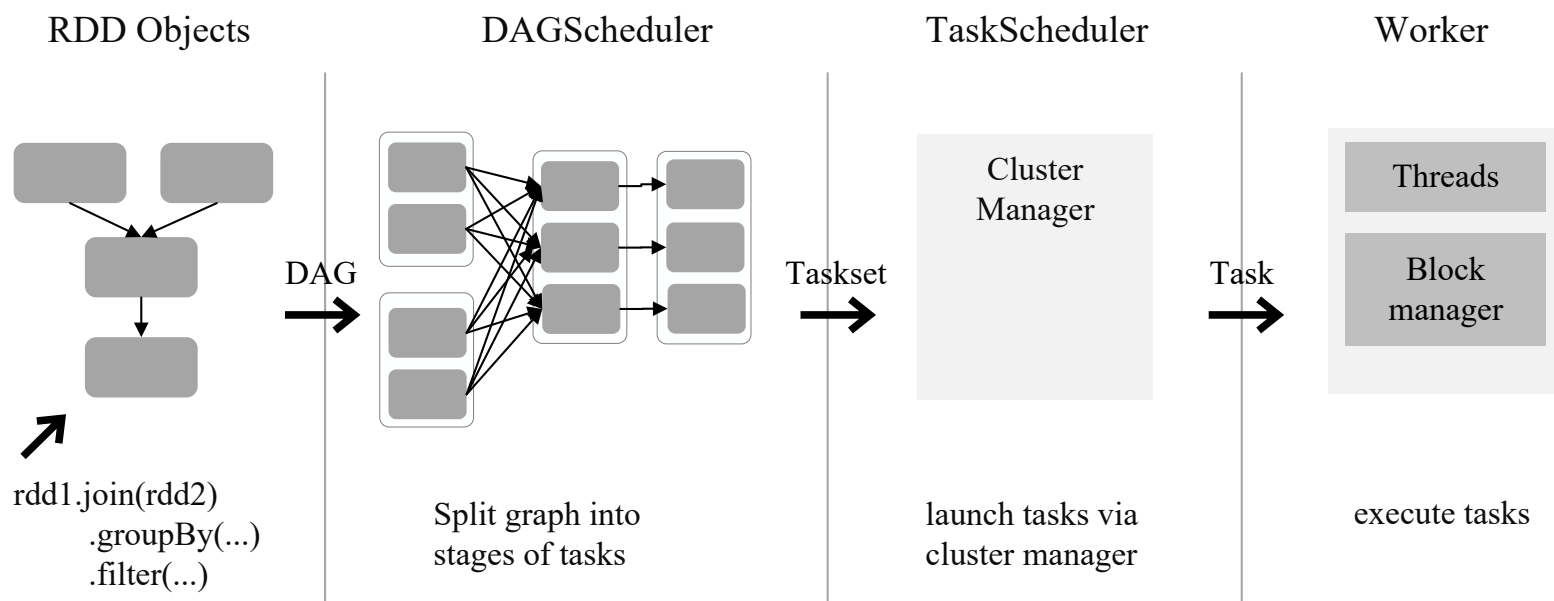 RDD Objects
DAGScheduler
TaskScheduler
Worker
DAG
Taskset
Task
Cluster
Manager
Threads
Block
manager
rdd1.join(rdd2)
.groupBy(...)
.filter(...)
Split graph into
stages of tasks
launch tasks via
cluster manager
execute tasks